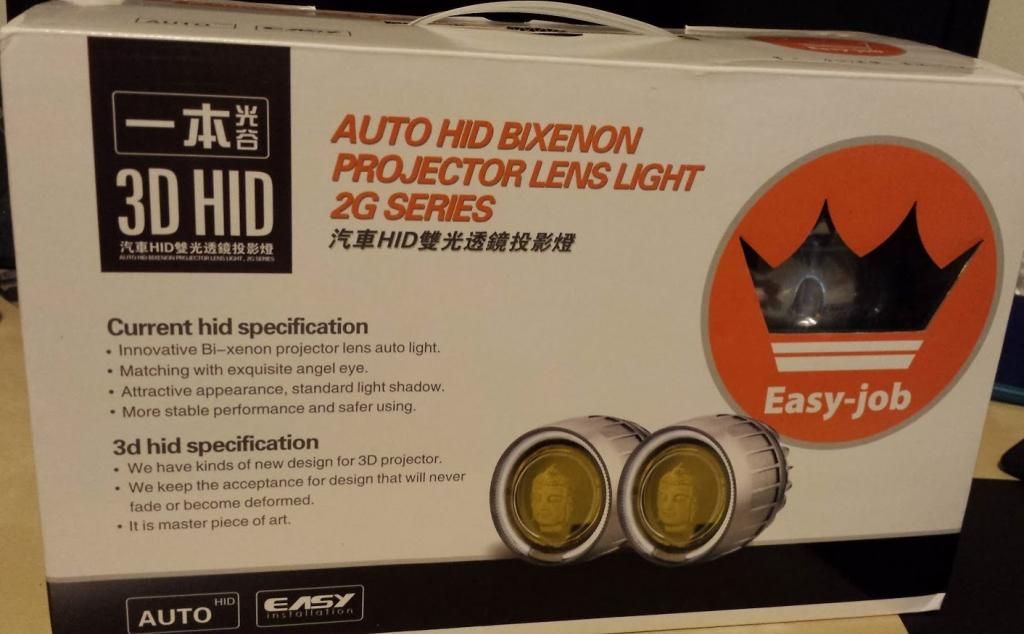 AUTO
EASY
Easy-job
一本光谷
3D HID
汽車HID雙光透鏡投影燈
AUTO HID BIXENON PROJECTOR LENS LIGHT, 2G SERIES
AUTO HID BIXENON
PROJECTOR LENS LIGHT
2G SERIES
汽車HID雙光透鏡投影燈
Current hid specification
• Innovative Bi-xenon projector lens auto light.
• Matching with exquisite angel eye.
• Attractive appearance, standard light shadow.
• More stable performance and safer using.
3d hid specification
• We have kinds of new design for 3D projector.
• We keep the acceptance for design that will never
fade or become deformed.
• It is master piece of art.
Easy-job
AUTO HID
EASY
installation